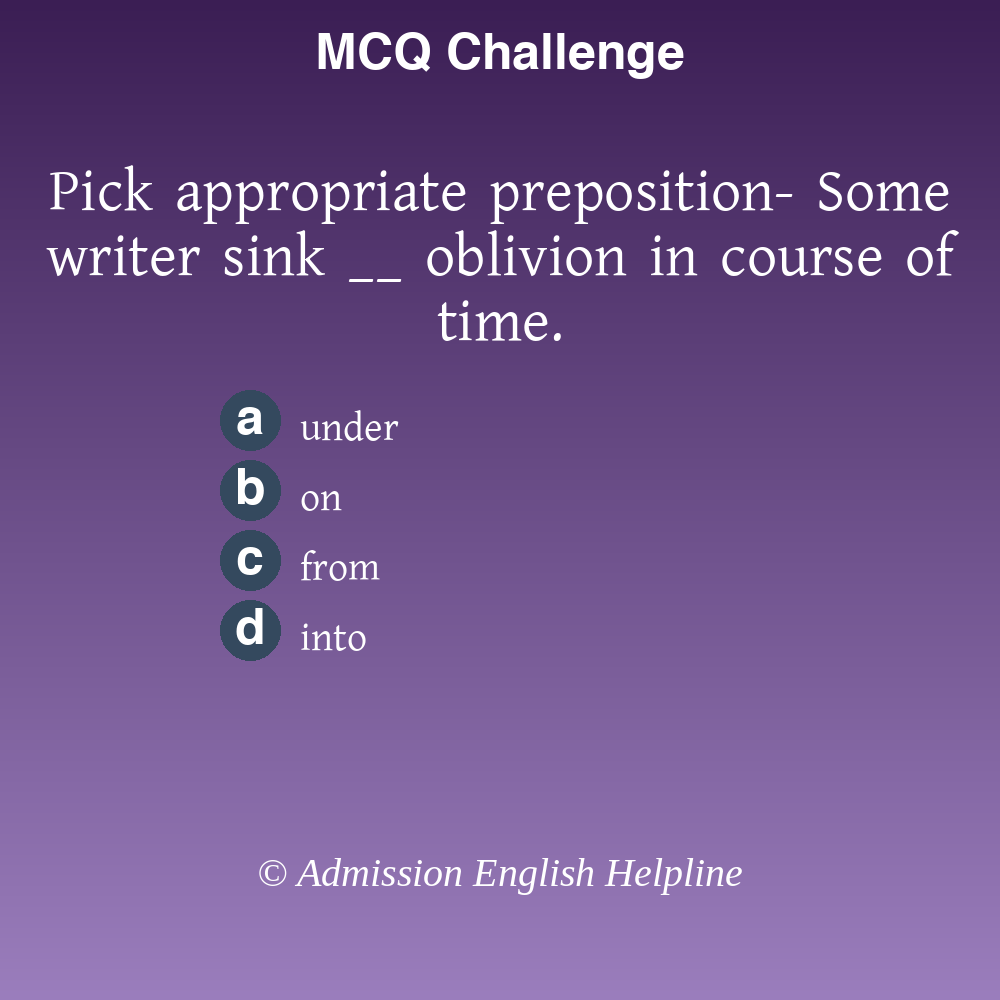 MCQ Challenge
Pick appropriate preposition- Some
writer sink __ oblivion in course of
time.
a under
b on
c from
d into
© Admission English Helpline